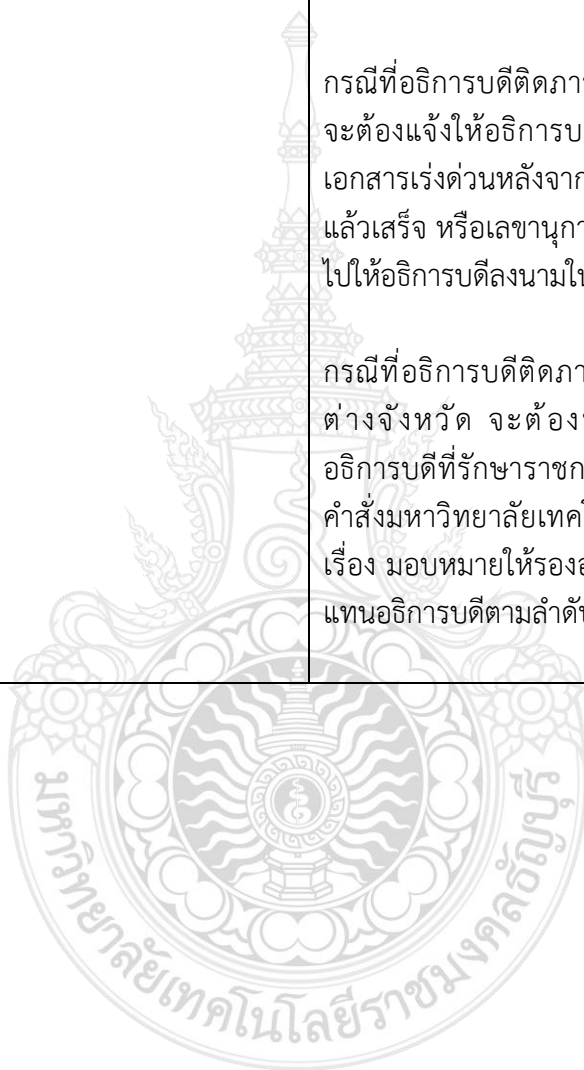 กรณีที่อธิการบดีติดภา
จะต้องแจ้งให้อธิการบ
เอกสารเร่งด่วนหลังจาก
แล้วเสร็จ หรือเลขานุกา
ไปให้อธิการบดีลงนามใ
กรณีที่อธิการบดีติดภา
ต่างจังหวัด จะต้อง
อธิการบดีที่รักษาราชก
คำสั่งมหาวิทยาลัยเทคโ
เรื่อง มอบหมายให้รอง
แทนอธิการบดีตามลำดับ
มหาวิทยาลัยเทคโนโลยีราชมงคลธัญบุรี